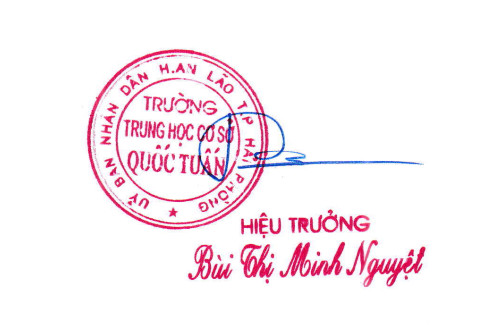 ỦY BAN NHÂN DÂN H.AN LÃO T.P HẢI PHÒNG
TRƯỜNG
TRUNG HỌC CƠ SỞ
QUỐC TUẤN
HIỆU TRƯỞNG
Bùi Thị Minh Nguyệt